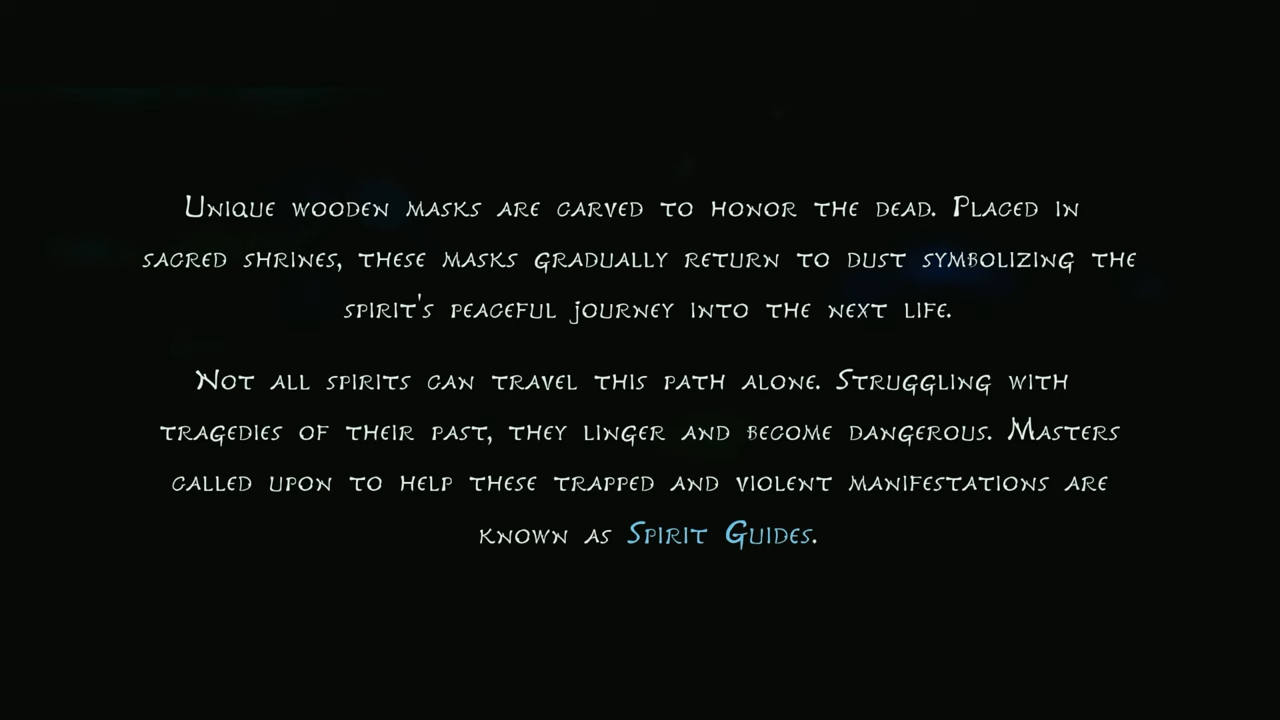 Unique wooden masks are carved to honor the dead. Placed in
sacred shrines, these masks gradually return to dust symbolizing the
spirit's peaceful journey into the next life.
Not all spirits can travel this path alone. Struggling with
tragedies of their past, they linger and become dangerous. Masters
called upon to help these trapped and violent manifestations are
known as Spirit Guides.